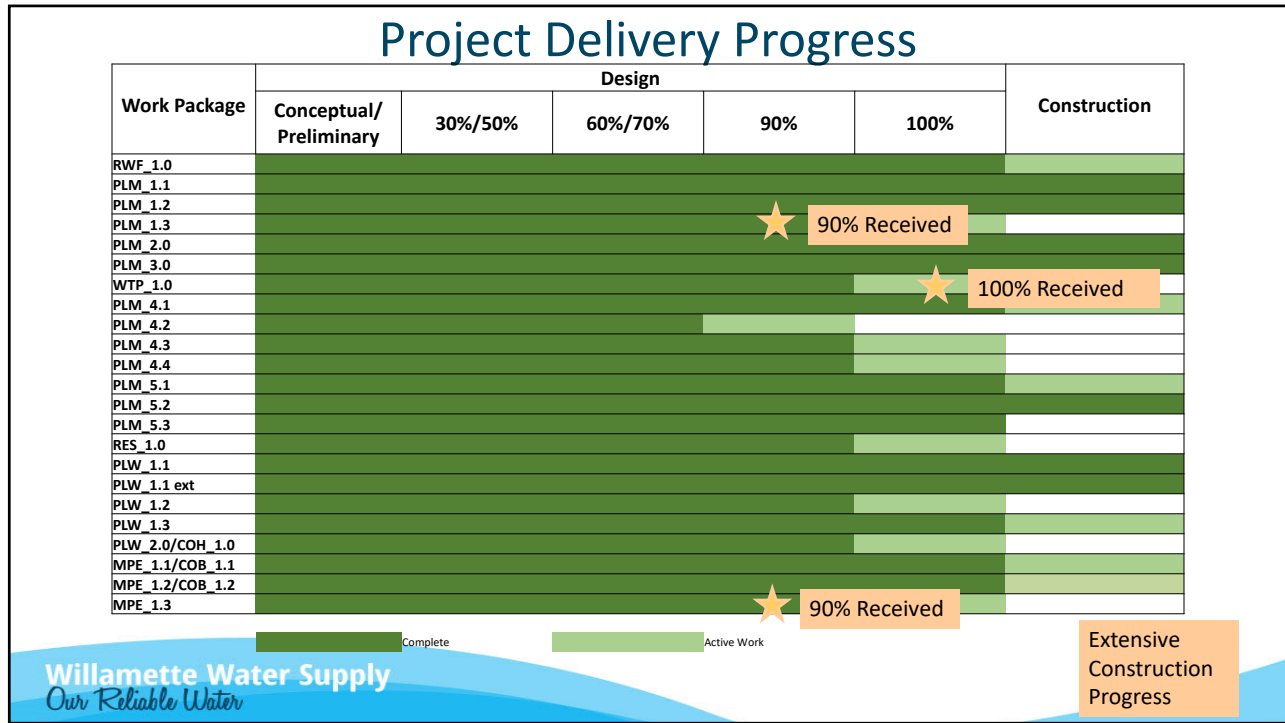 Project Delivery Progress
Work Package
Design
Construction
Conceptual/
Preliminary
30%/50%
60%/70%
90%
100%
RWF_1.0
PLM_1.1
PLM_1.2
PLM_1.3
90% Received
PLM_2.0
PLM_3.0
WTP_1.0
100% Received
PLM_4.1
PLM_4.2
PLM_4.3
PLM_4.4
PLM_5.1
PLM_5.2
PLM_5.3
RES_1.0
PLW_1.1
PLW_1.1 ext
PLW_1.2
PLW_1.3
PLW_2.0/COH_1.0
MPE_1.1/COB_1.1
MPE_1.2/COB_1.2
MPE_1.3
90% Received
Complete
Active Work
Extensive
Construction
Progress
Willamette Water Supply
Our Reliable Water